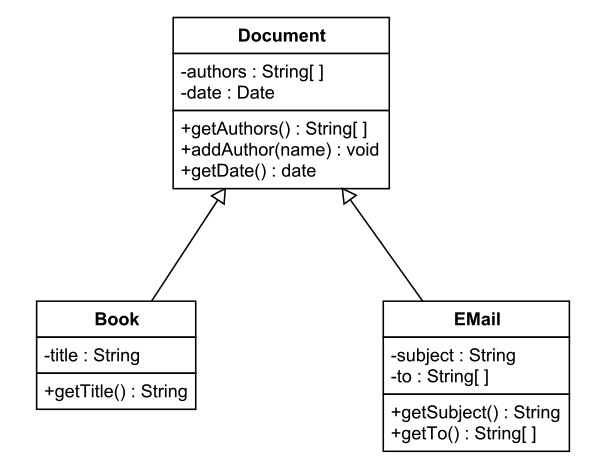 Document
-authors : String[ ]
-date : Date
+getAuthors() : String[ ]
+addAuthor(name) : void
+getDate() : date
Book
-title : String
+getTitle() : String
EMail
-subject : String
-to : String[ ]
+getSubject() : String
+getTo() : String[ ]